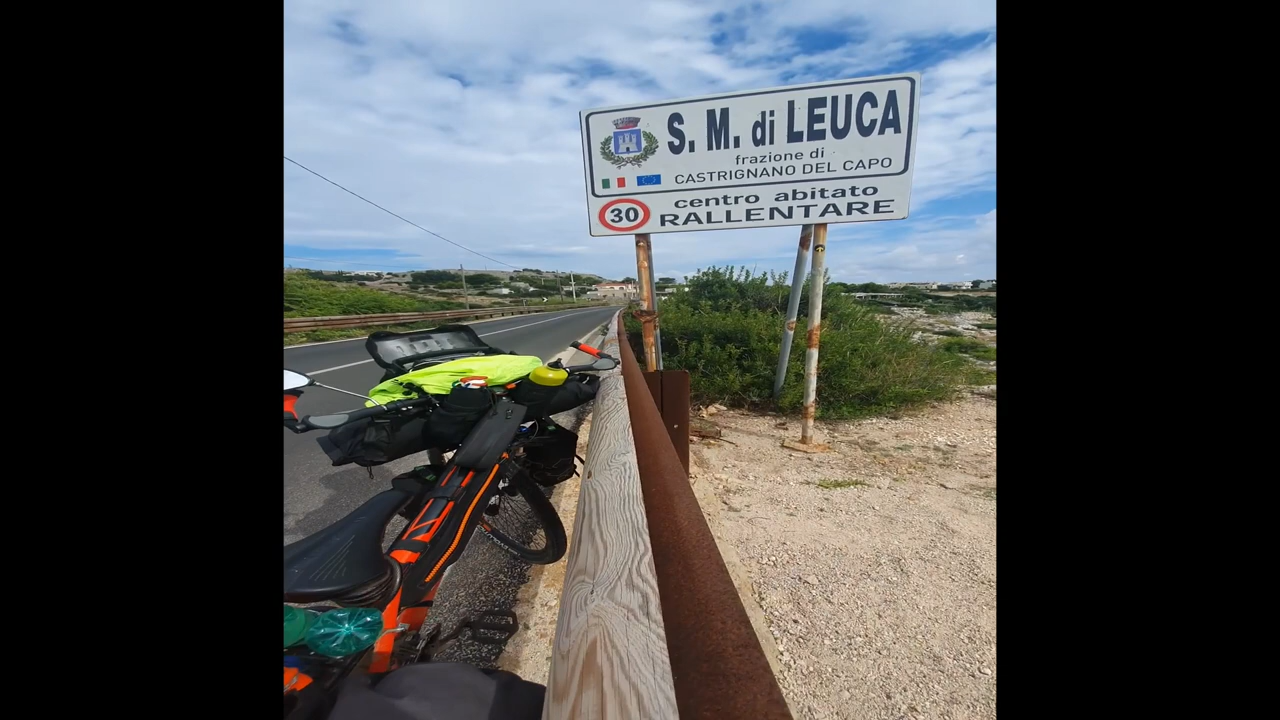 S. M. di LEUCA
frazione di
CASTRIGNANO DEL CAPO
centro abitato
30 RALLENTARE